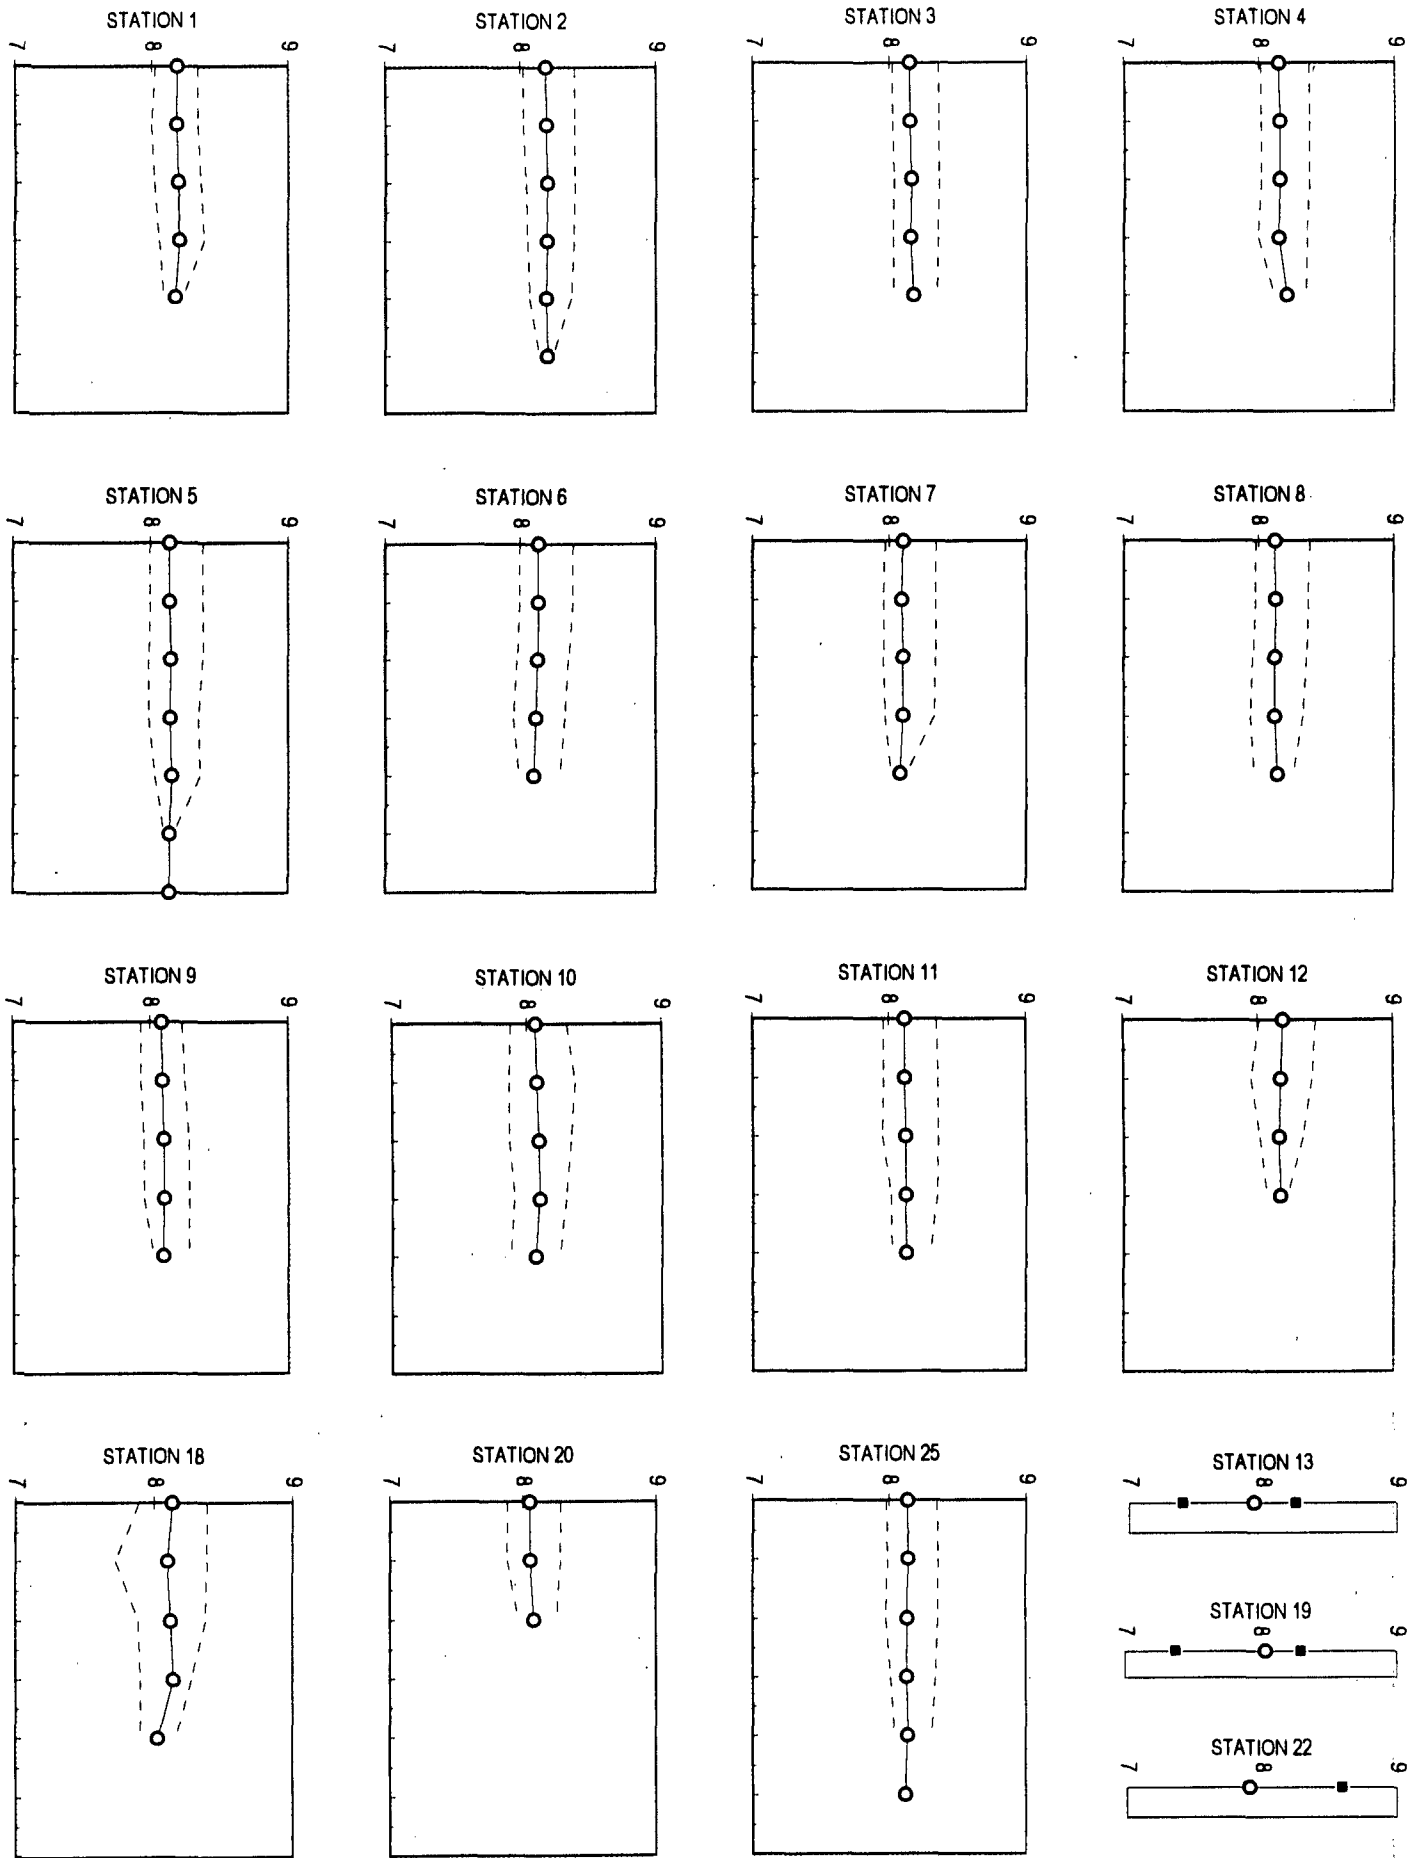 STATION 1
7 8 9
STATION 2
7 8 9
STATION 3
7 8 9
STATION 4
7 8 9
STATION 5
7 8 9
STATION 6
7 8 9
STATION 7
7 8 9
STATION 8
7 8 9
STATION 9
7 8 9
STATION 10
7 8 9
STATION 11
7 8 9
STATION 12
7 8 9
STATION 18
7 8 9
STATION 20
7 8 9
STATION 25
7 8 9
STATION 13
7 8 9
STATION 19
7 8 9
STATION 22
7 8 9